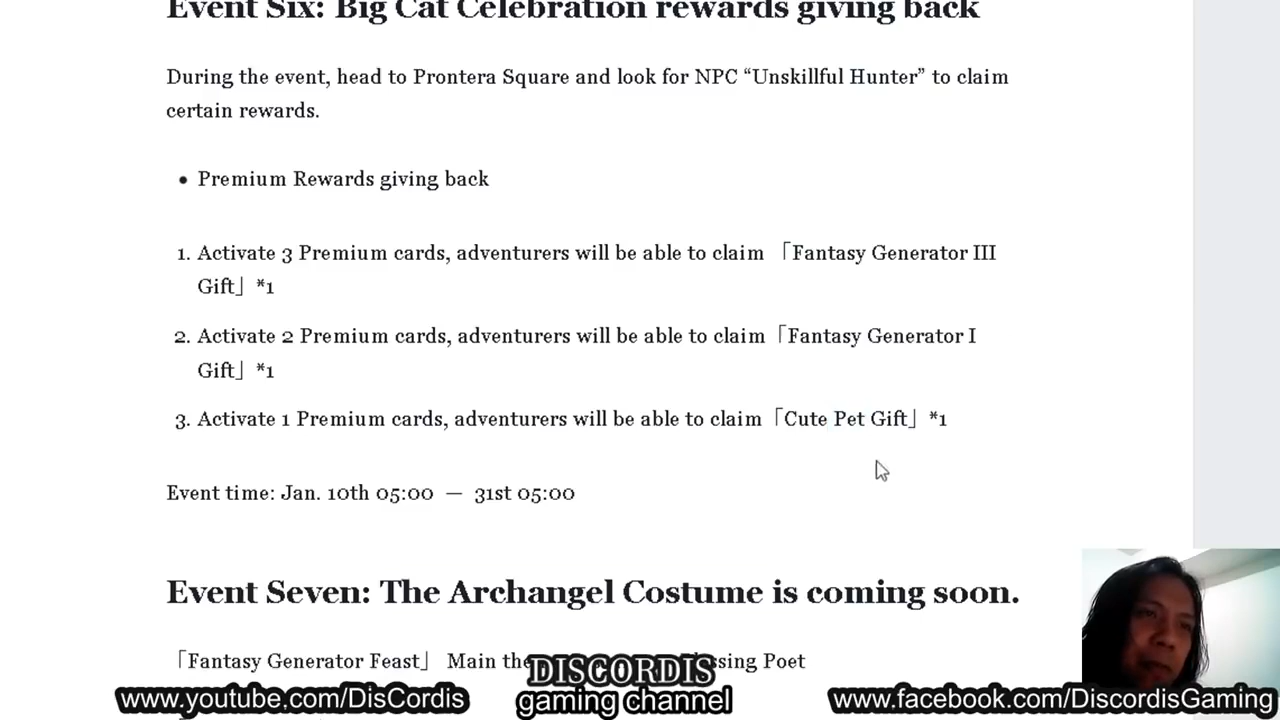 Event Six: Big Cat Celebration rewards giving back
During the event, head to Prontera Square and look for NPC “Unskillful Hunter” to claim
certain rewards.
• Premium Rewards giving back
1. Activate 3 Premium cards, adventurers will be able to claim 「Fantasy Generator III
Gift」 *1
2. Activate 2 Premium cards, adventurers will be able to claim「Fantasy Generator I
Gift」 *1
3. Activate 1 Premium cards, adventurers will be able to claim「Cute Pet Gift」 *1
Event time: Jan. 10th 05:00 — 31st 05:00
Event Seven: The Archangel Costume is coming soon.
「Fantasy Generator Feast」 Main Poet
DISCORDIS
www.youtube.com/DisCordis gaming channel www.facebook.com/DiscordisGaming